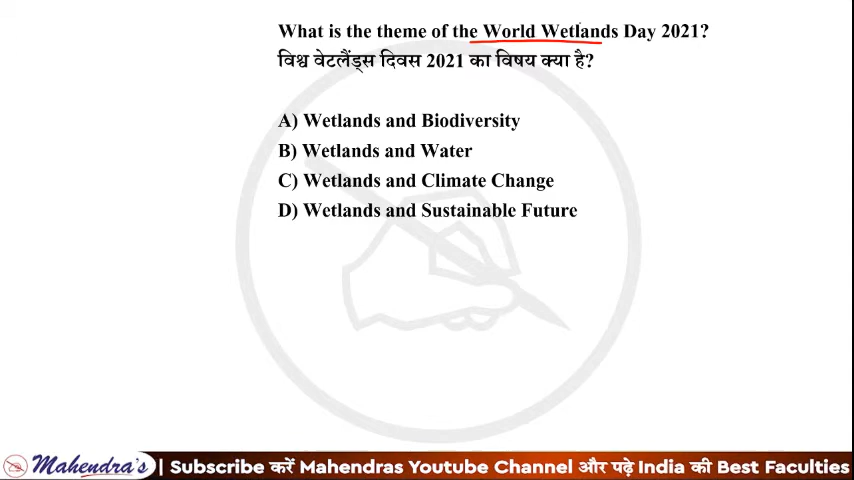 What is the theme of the World Wetlands Day 2021?
विश्व वेटलैंड्स दिवस 2021 का विषय क्या है?
A) Wetlands and Biodiversity
B) Wetlands and Water
C) Wetlands and Climate Change
D) Wetlands and Sustainable Future
Mahendra's | Subscribe करें Mahendras Youtube Channel और पढ़े India की Best Faculties